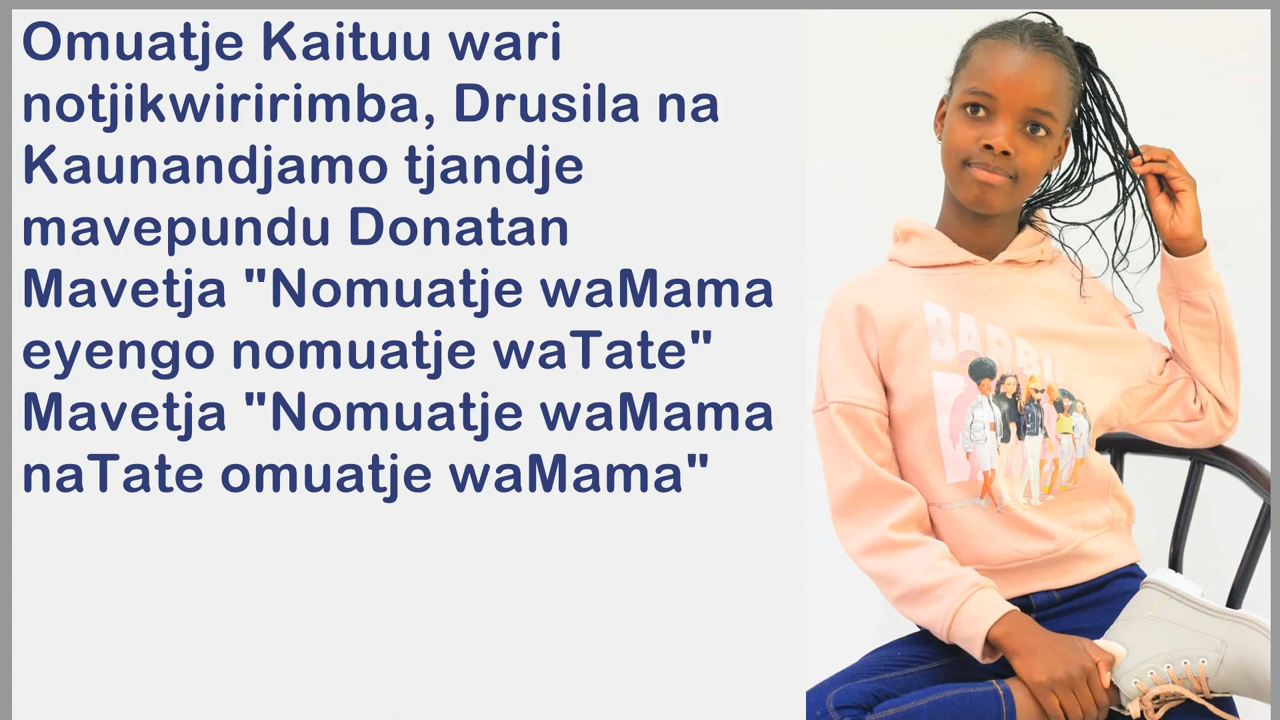 Omuatje Kaituu wari
notjikwiririmba, Drusila na
Kaunandjamo tjandje
mavepundu Donatan
Mavetja "Nomuatje waMama
eyengo nomuatje waTate"
Mavetja "Nomuatje waMama
naTate omuatje waMama"